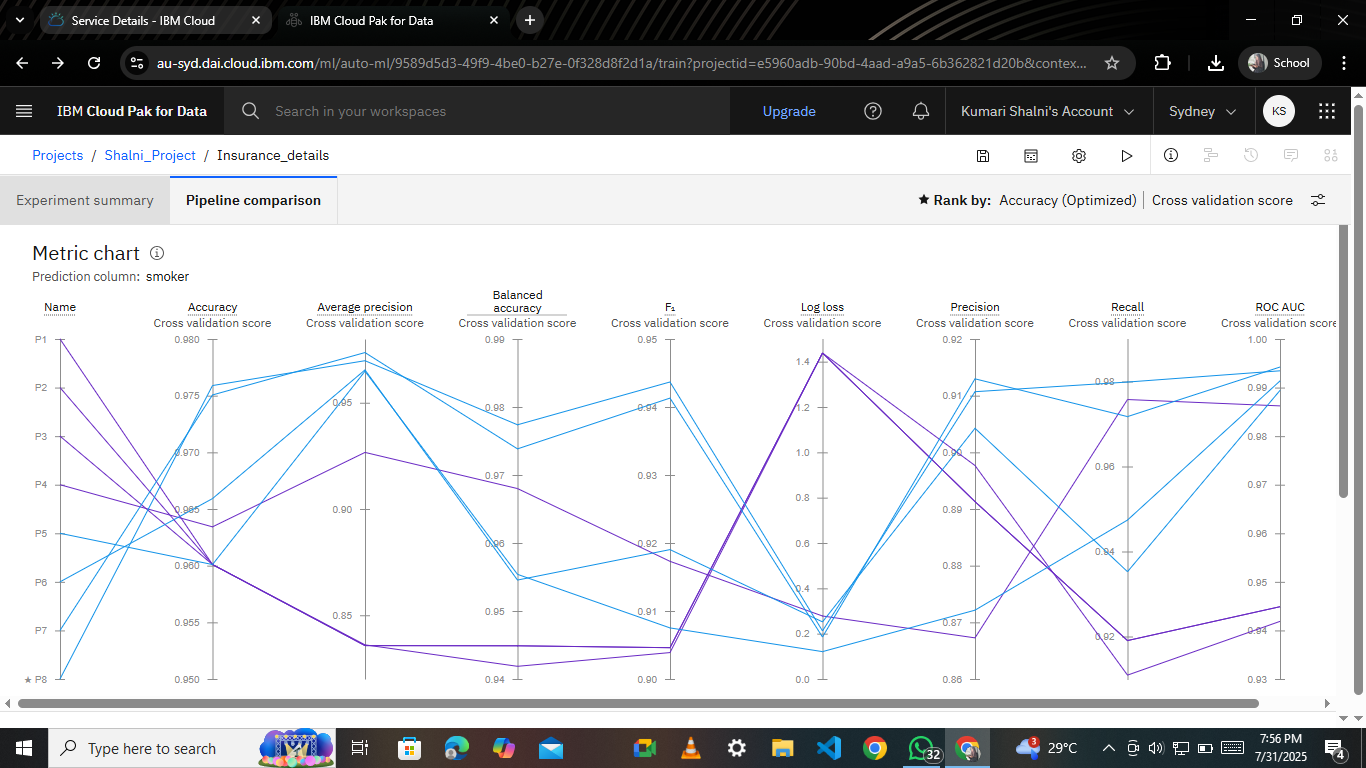 Service Details - IBM Cloud
IBM Cloud Pak for Data
au-syd.dai.cloud.ibm.com/ml/auto-ml/9589d5d3-49f9-4be0-b27e-0f328d8f2d1a/train?projectid=e5960adb-90bd-4aad-a9a5-6b362821d20b&contex...
School
IBM Cloud Pak for Data
Search in your workspaces
Upgrade
Kumari Shalni's Account
Sydney
KS
Projects / Shalni_Project / Insurance_details
Experiment summary
Pipeline comparison
★ Rank by: Accuracy (Optimized) | Cross validation score
Metric chart
Prediction column: smoker
Name
P1
P2
P3
P4
P5
P6
P7
★ P8
Accuracy
Cross validation score
0.980
0.975
0.970
0.965
0.960
0.955
0.950
Average precision
Cross validation score
0.95
0.90
0.85
Balanced
accuracy
Cross validation score
0.99
0.98
0.97
0.96
0.95
0.94
F₁
Cross validation score
0.95
0.94
0.93
0.92
0.91
0.90
Log loss
Cross validation score
1.4
1.2
1.0
0.8
0.6
0.4
0.2
0.0
Precision
Cross validation score
0.92
0.91
0.90
0.89
0.88
0.87
0.86
Recall
Cross validation score
0.98
0.96
0.94
0.92
ROC AUC
Cross validation score
1.00
0.99
0.98
0.97
0.96
0.95
0.94
0.93
Type here to search
32
3
29°C
7:56 PM
7/31/2025
4